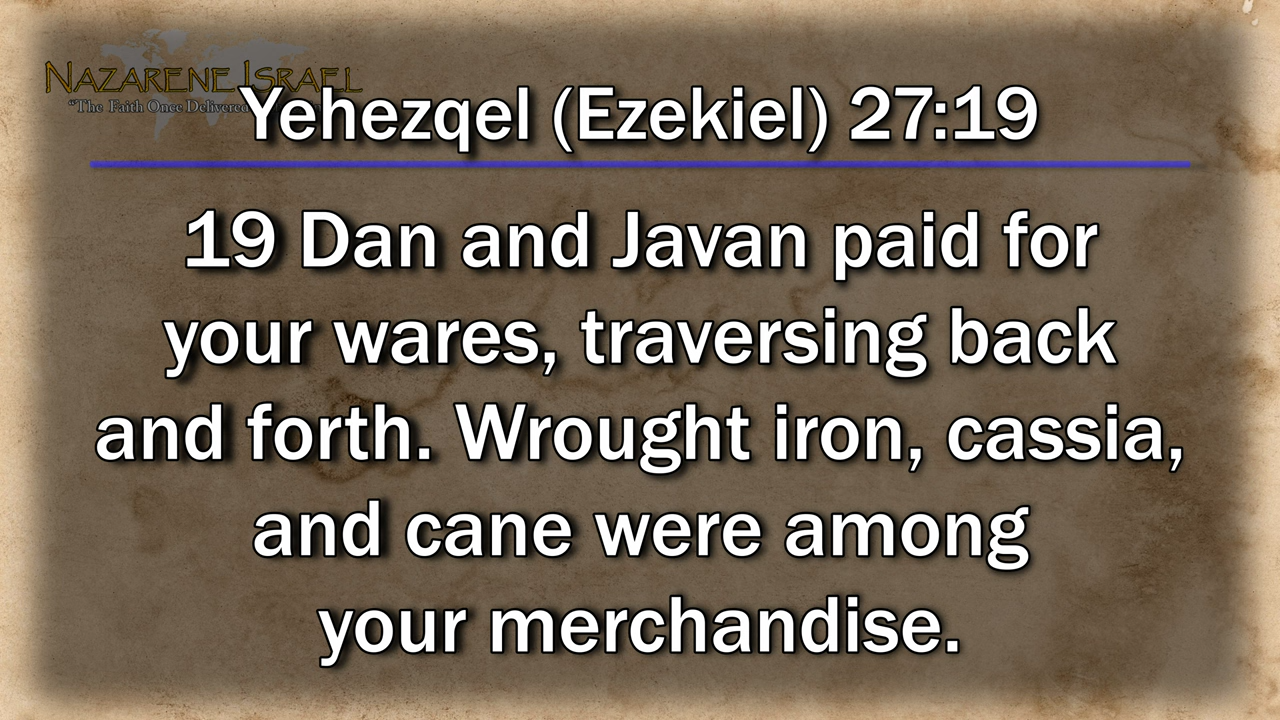 NAZARENE ISRAEL
"The Faith Once Delivered
Yehezqel (Ezekiel) 27:19
19 Dan and Javan paid for
your wares, traversing back
and forth. Wrought iron, cassia,
and cane were among
your merchandise.